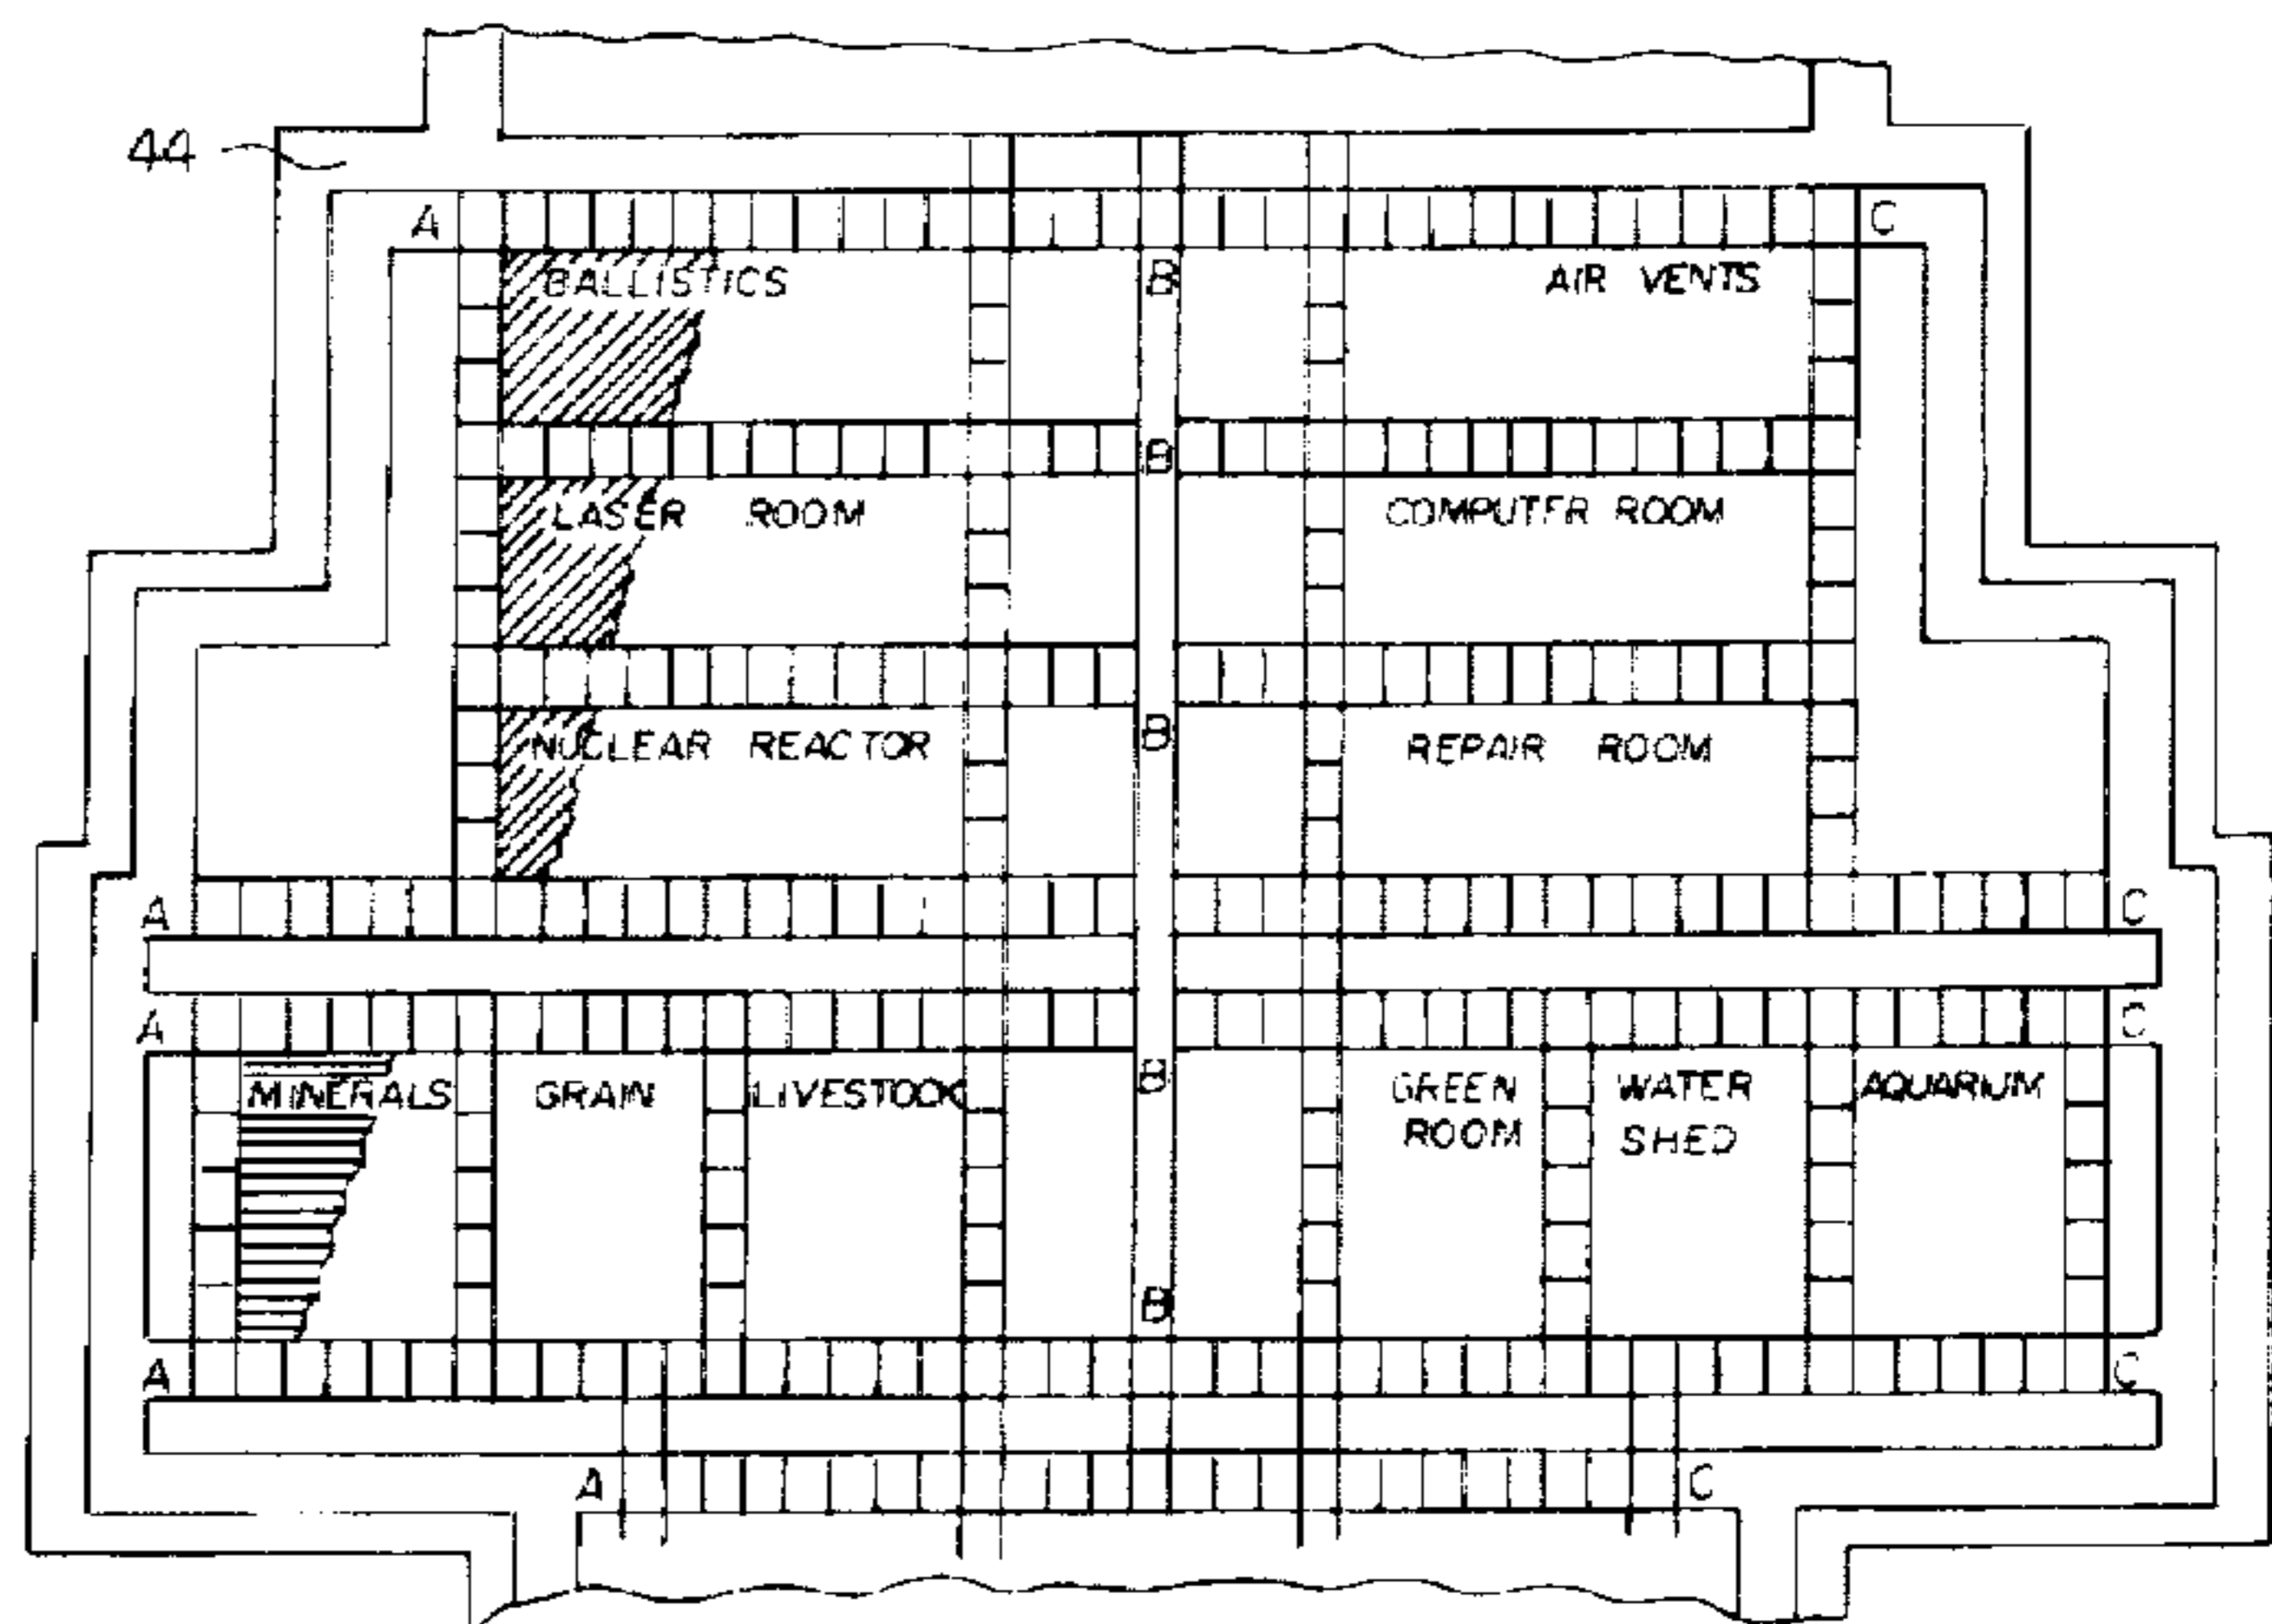 44
A C
BALLISTICS B AIR VENTS
B
LASER ROOM COMPUTER ROOM
NUCLEAR REACTOR B REPAIR ROOM
A C
A C
MINERALS GRAIN LIVESTOCK B GREEN ROOM WATER SHED AQUARIUM
B
A C
A C